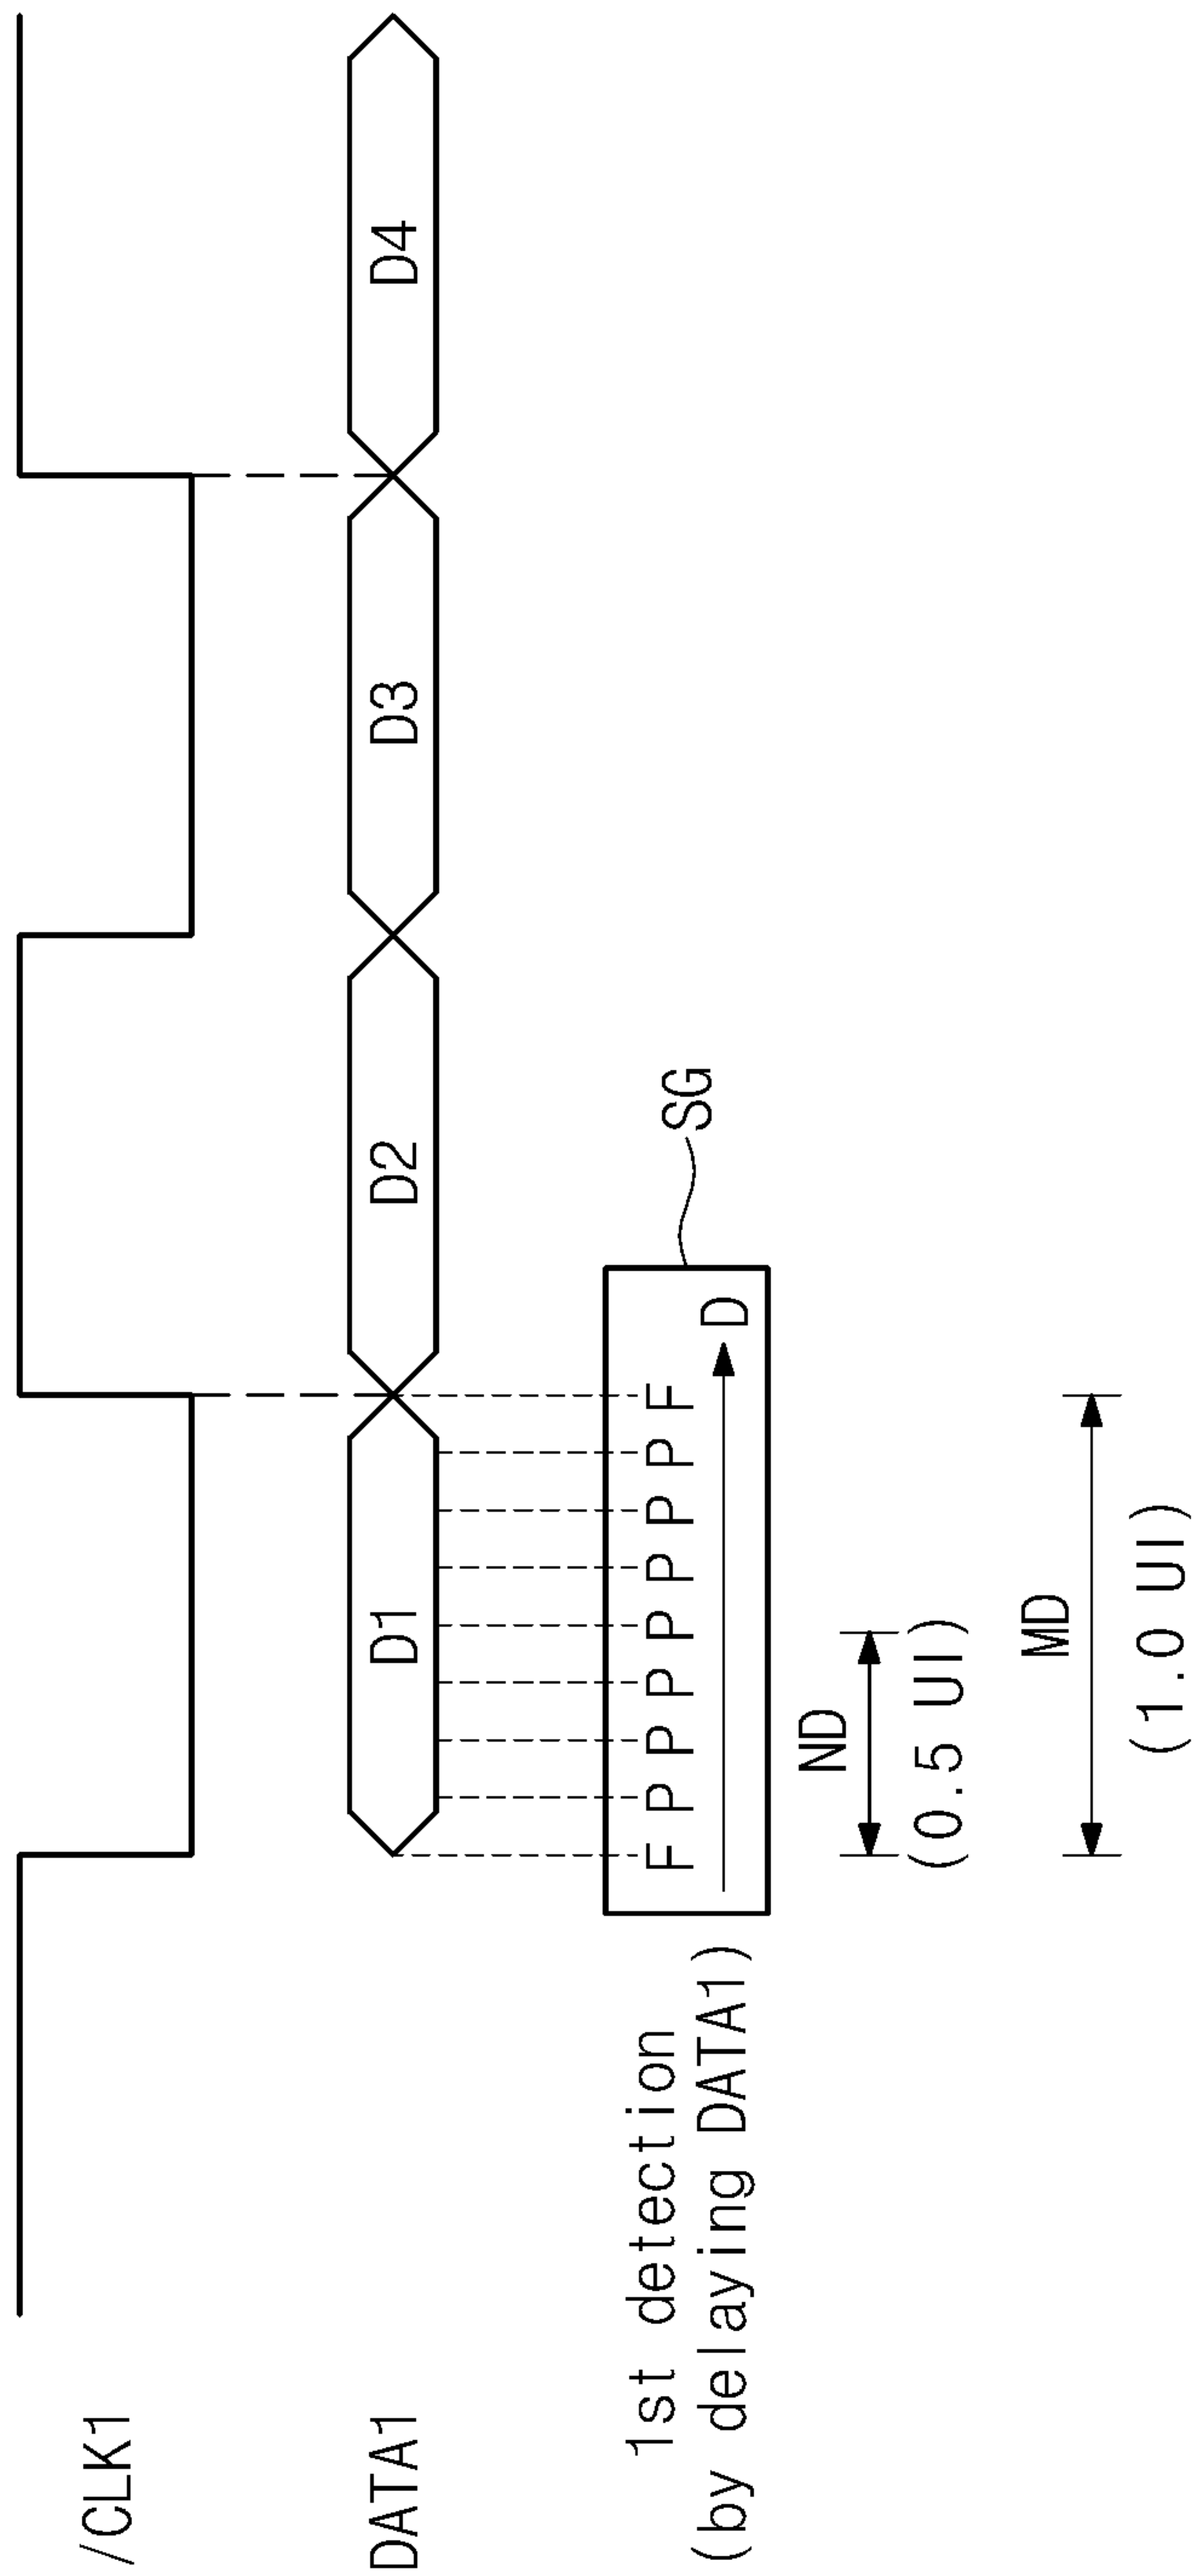 /CLK1
DATA1
D1
D2
D3
D4
1st detection
(by delaying DATA1)
F P P P P P P P F
D
SG
ND
(0.5 UI)
MD
(1.0 UI)